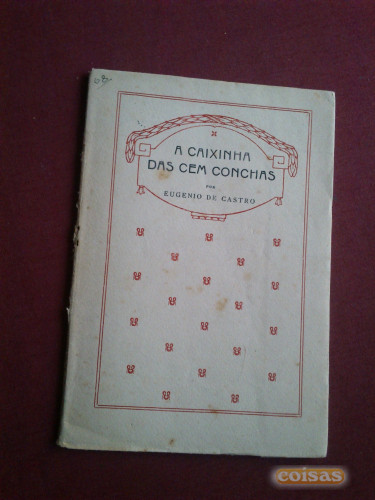 A CAIXINHA
DAS CEM CONCHAS
POR
EUGENIO DE CASTRO
coisas